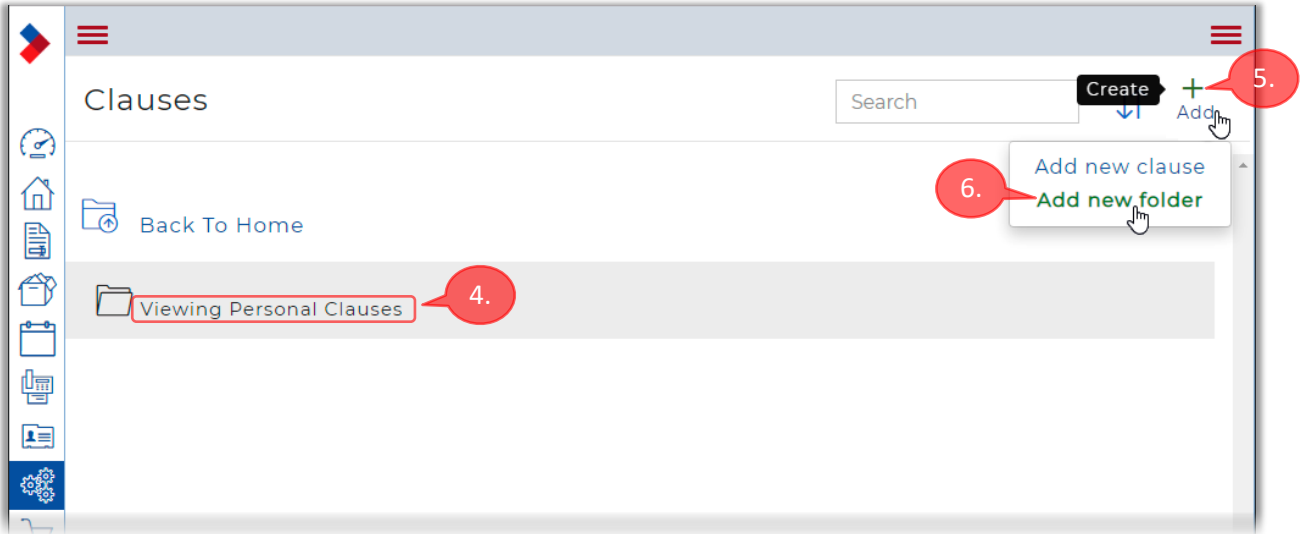 Clauses
Search
Create
Add
5.
Add new clause
6.
Add new folder
Back To Home
Viewing Personal Clauses
4.